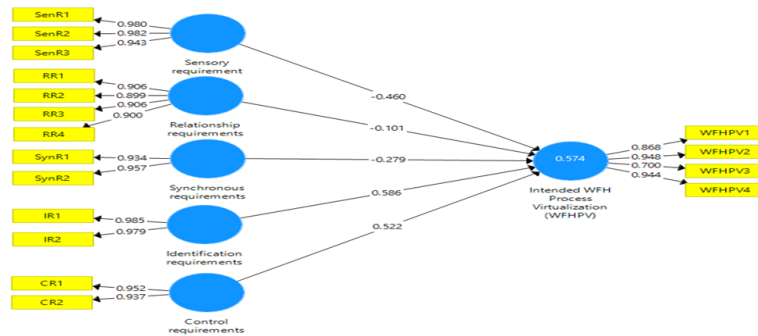 SenR1
0.980
SenR2
0.982
SenR3
0.943
Sensory
requirement
RR1
0.906
RR2
0.899
RR3
0.906
RR4
0.900
Relationship
requirements
SynR1
0.934
SynR2
0.957
Synchronous
requirements
IR1
0.985
IR2
0.979
Identification
requirements
CR1
0.952
CR2
0.937
Control
requirements
-0.460
-0.101
-0.279
0.586
0.522
0.574
Intended WFH
Process
Virtualization
(WFHPV)
0.868
WFHPV1
0.948
WFHPV2
0.700
WFHPV3
0.944
WFHPV4